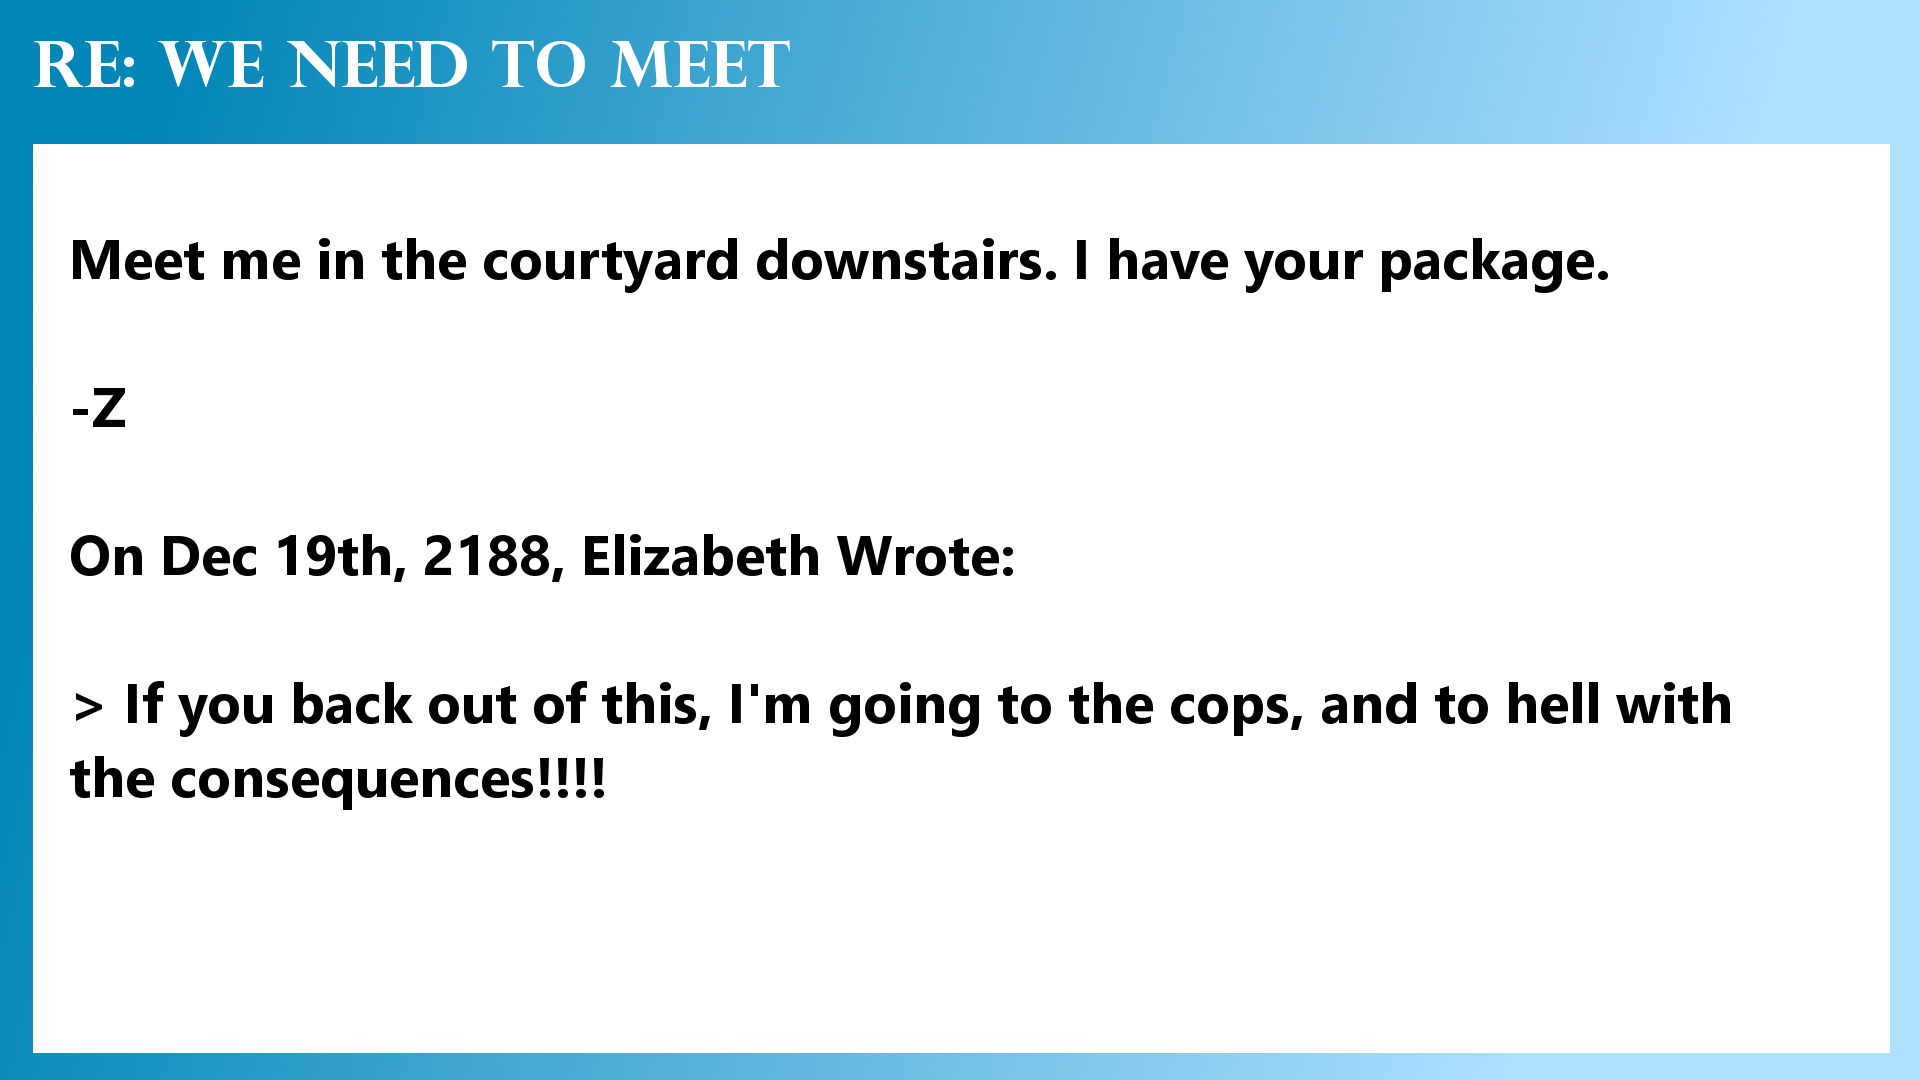 RE: WE NEED TO MEET
Meet me in the courtyard downstairs. I have your package.
-Z
On Dec 19th, 2188, Elizabeth Wrote:
> If you back out of this, I'm going to the cops, and to hell with
the consequences!!!!